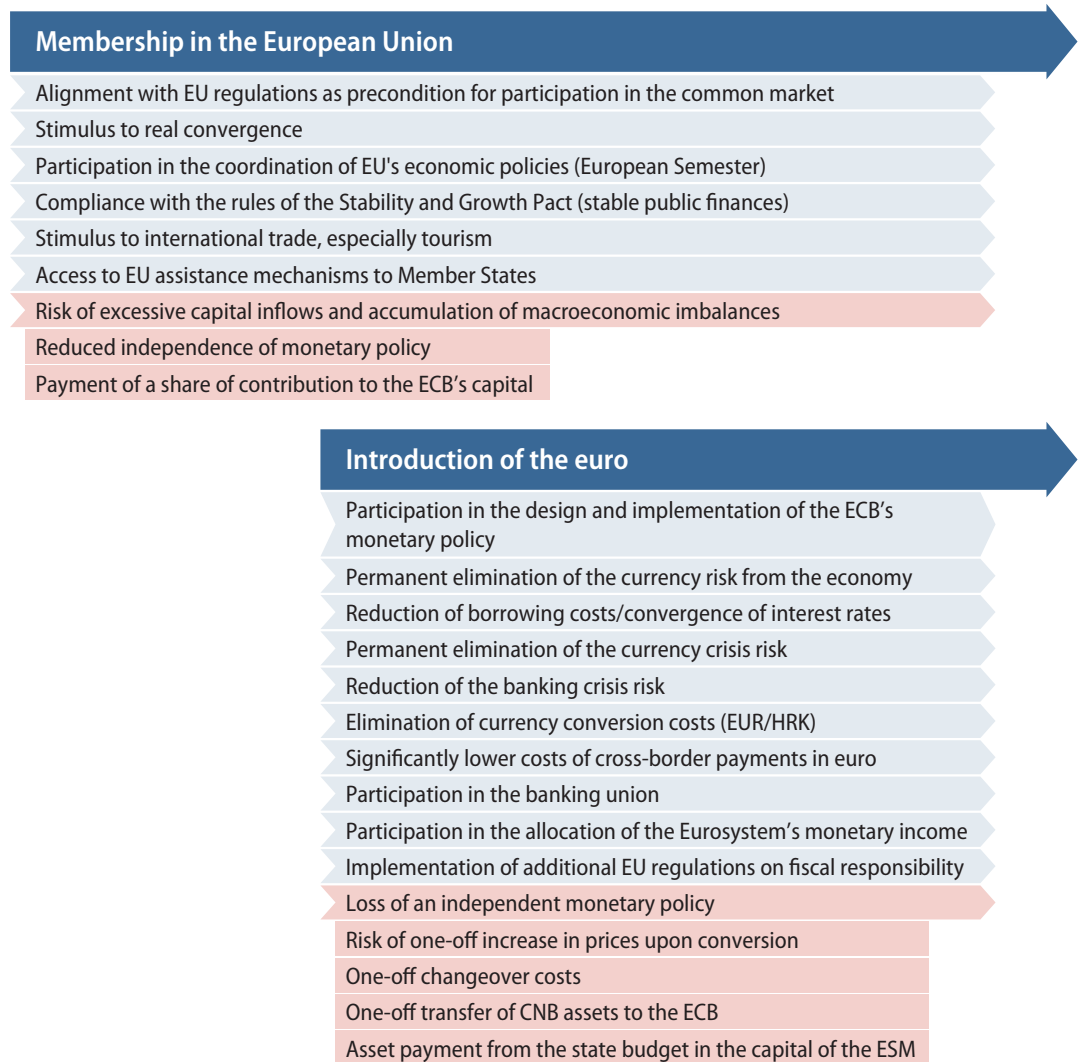 Membership in the European Union
Alignment with EU regulations as precondition for participation in the common market
Stimulus to real convergence
Participation in the coordination of EU's economic policies (European Semester)
Compliance with the rules of the Stability and Growth Pact (stable public finances)
Stimulus to international trade, especially tourism
Access to EU assistance mechanisms to Member States
Risk of excessive capital inflows and accumulation of macroeconomic imbalances
Reduced independence of monetary policy
Payment of a share of contribution to the ECB’s capital
Introduction of the euro
Participation in the design and implementation of the ECB’s
monetary policy
Permanent elimination of the currency risk from the economy
Reduction of borrowing costs/convergence of interest rates
Permanent elimination of the currency crisis risk
Reduction of the banking crisis risk
Elimination of currency conversion costs (EUR/HRK)
Significantly lower costs of cross-border payments in euro
Participation in the banking union
Participation in the allocation of the Eurosystem’s monetary income
Implementation of additional EU regulations on fiscal responsibility
Loss of an independent monetary policy
Risk of one-off increase in prices upon conversion
One-off changeover costs
One-off transfer of CNB assets to the ECB
Asset payment from the state budget in the capital of the ESM